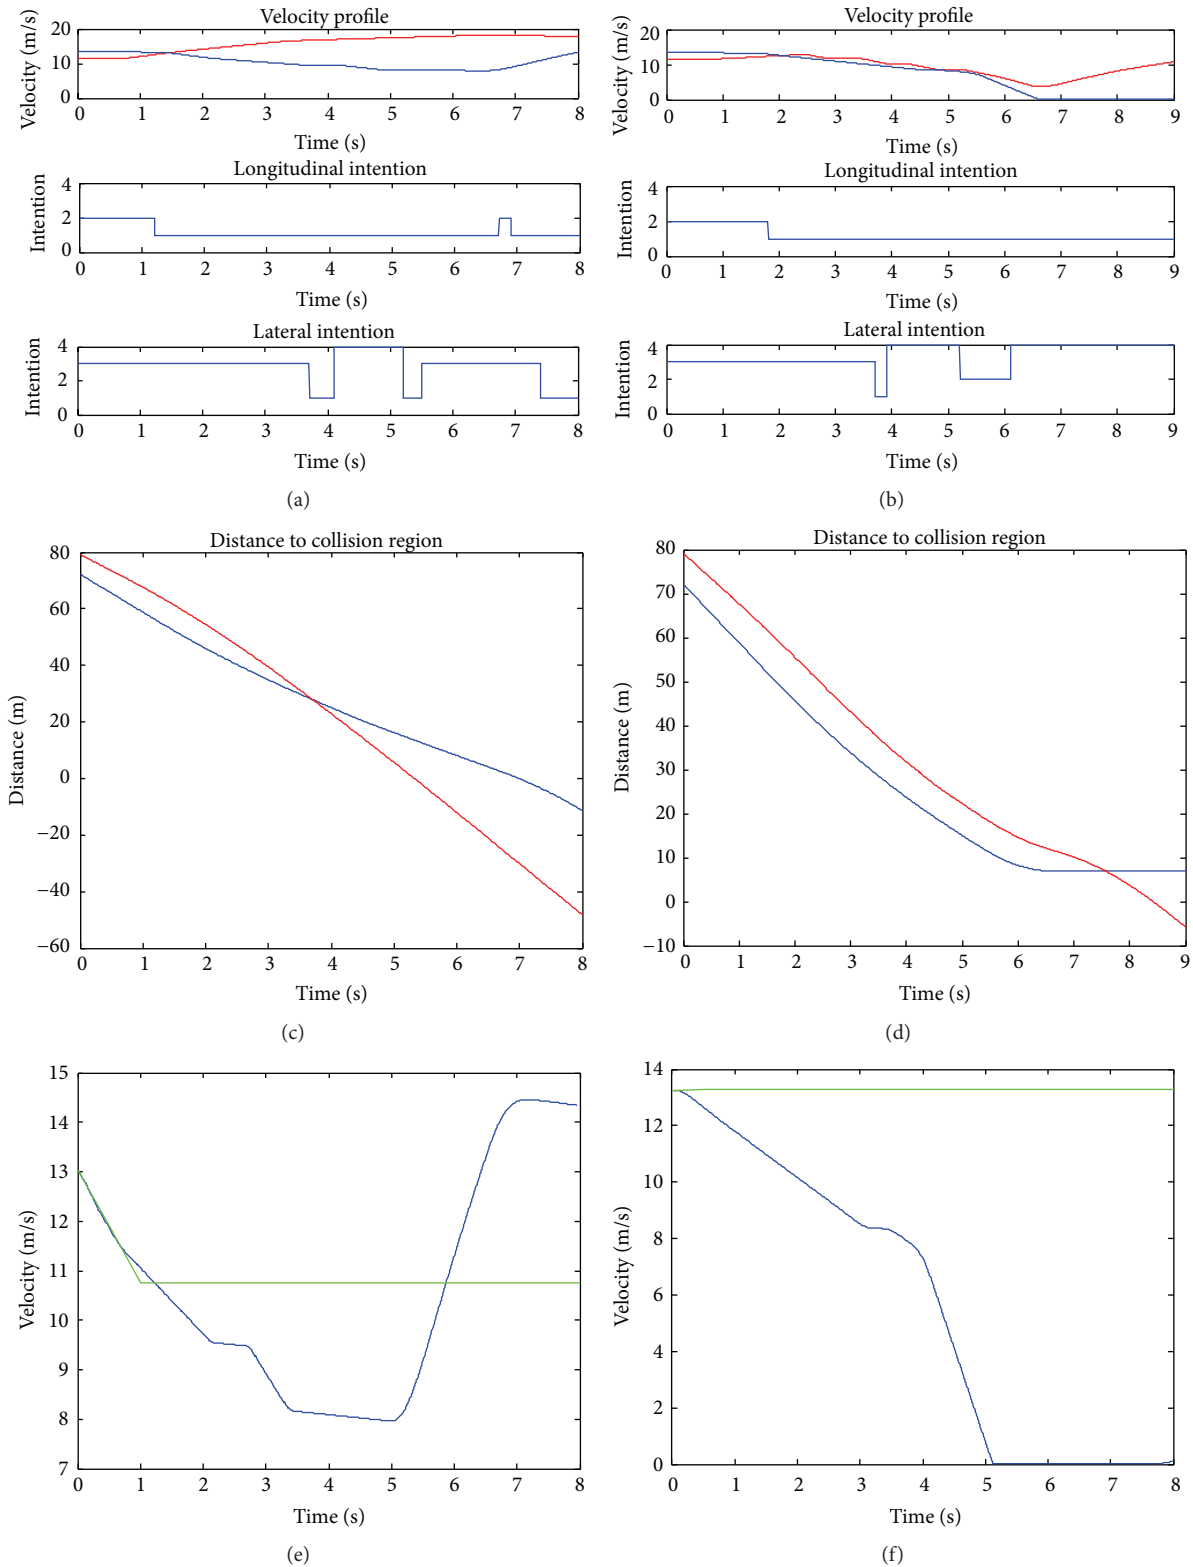 Velocity profile
Velocity (m/s)
20
10
0
0 1 2 3 4 5 6 7 8
Time (s)
Longitudinal intention
Intention
4
2
0
0 1 2 3 4 5 6 7 8
Time (s)
Lateral intention
Intention
4
2
0
0 1 2 3 4 5 6 7 8
Time (s)
(a)
Velocity profile
Velocity (m/s)
20
10
0
0 1 2 3 4 5 6 7 8 9
Time (s)
Longitudinal intention
Intention
4
2
0
0 1 2 3 4 5 6 7 8 9
Time (s)
Lateral intention
Intention
4
2
0
0 1 2 3 4 5 6 7 8 9
Time (s)
(b)
Distance to collision region
Distance (m)
80
60
40
20
0
−20
−40
−60
0 1 2 3 4 5 6 7 8
Time (s)
(c)
Distance to collision region
Distance (m)
80
70
60
50
40
30
20
10
0
−10
0 1 2 3 4 5 6 7 8 9
Time (s)
(d)
Velocity (m/s)
15
14
13
12
11
10
9
8
7
0 1 2 3 4 5 6 7 8
Time (s)
(e)
Velocity (m/s)
14
12
10
8
6
4
2
0
0 1 2 3 4 5 6 7 8
Time (s)
(f)